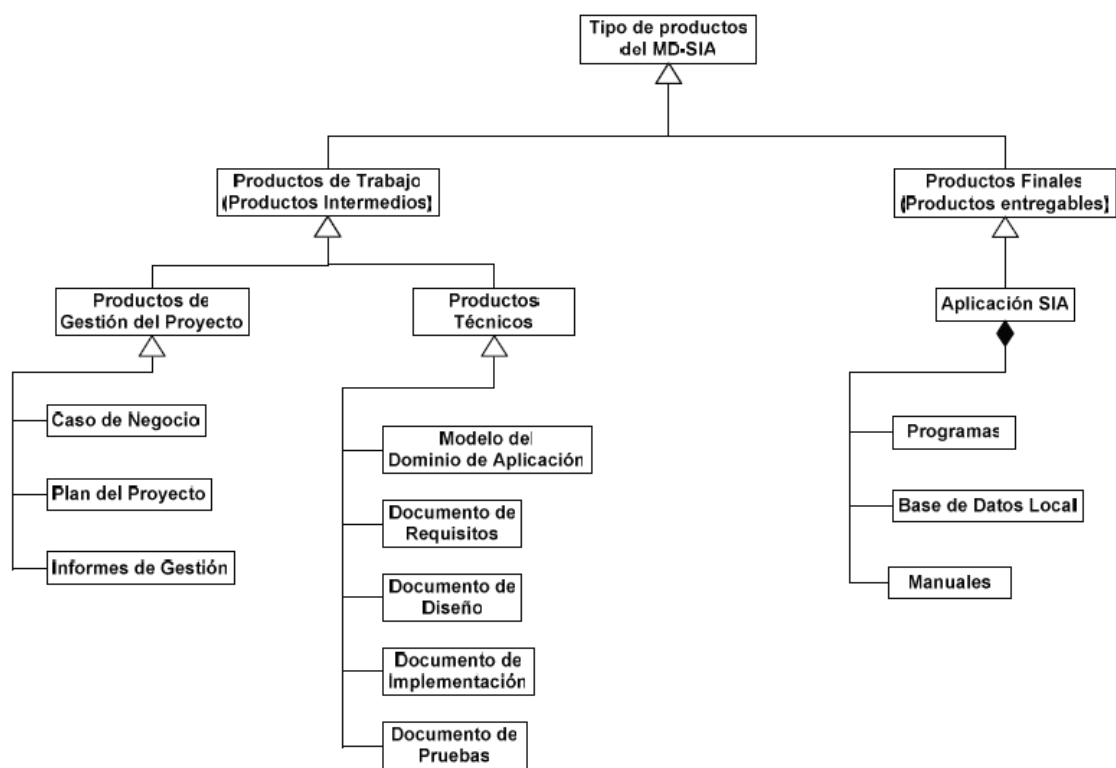 Tipo de productos
del MD-SIA
Productos de Trabajo
(Productos Intermedios)
Productos Finales
(Productos entregables)
Productos de
Gestión del Proyecto
Productos
Técnicos
Aplicación SIA
Caso de Negocio
Plan del Proyecto
Informes de Gestión
Modelo del
Dominio de Aplicación
Documento de
Requisitos
Documento de
Diseño
Documento de
Implementación
Documento de
Pruebas
Programas
Base de Datos Local
Manuales